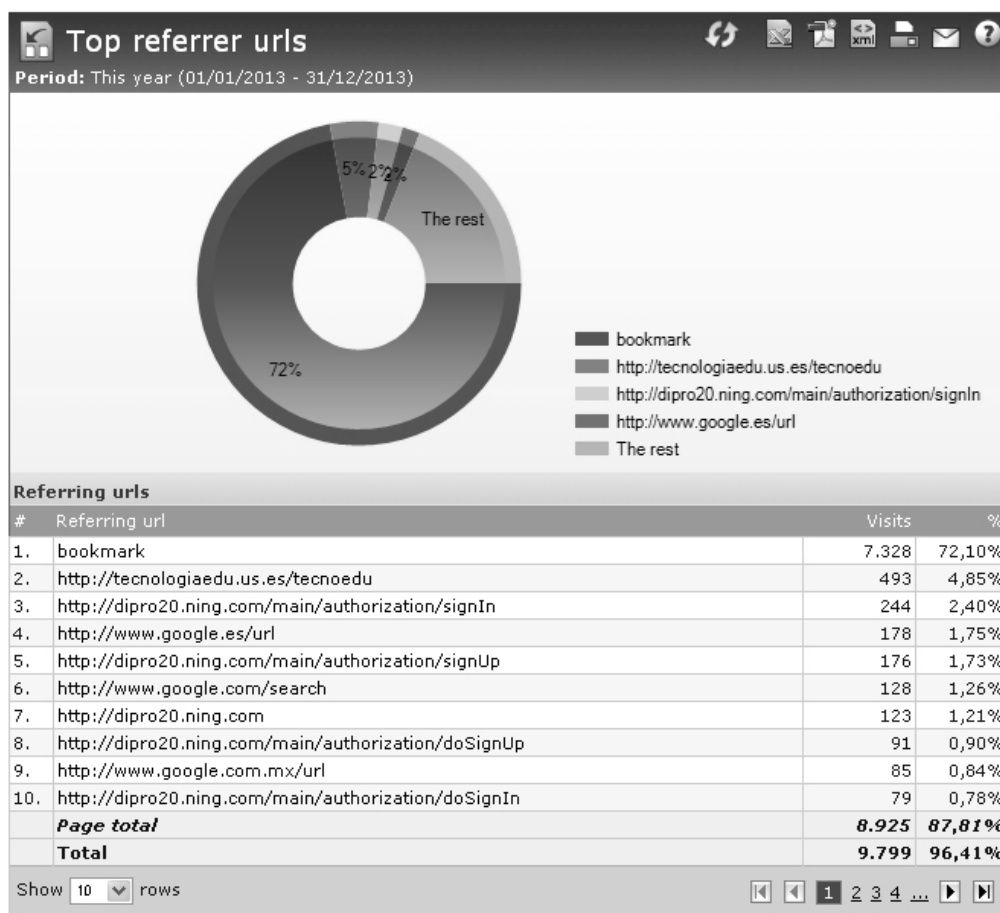 Top referrer urls
xml
?
Period: This year (01/01/2013 - 31/12/2013)
5% 2% 2%
The rest
72%
bookmark
http://tecnologiaedu.us.es/tecnoedu
http://dipro20.ning.com/main/authorization/signIn
http://www.google.es/url
The rest
Referring urls
# Referring url Visits %
1. bookmark 7.328 72,10%
2. http://tecnologiaedu.us.es/tecnoedu 493 4,85%
3. http://dipro20.ning.com/main/authorization/signIn 244 2,40%
4. http://www.google.es/url 178 1,75%
5. http://dipro20.ning.com/main/authorization/signUp 176 1,73%
6. http://www.google.com/search 128 1,26%
7. http://dipro20.ning.com 123 1,21%
8. http://dipro20.ning.com/main/authorization/doSignUp 91 0,90%
9. http://www.google.com.mx/url 85 0,84%
10. http://dipro20.ning.com/main/authorization/doSignIn 79 0,78%
Page total 8.925 87,81%
Total 9.799 96,41%
Show 10 rows 1 2 3 4 ...